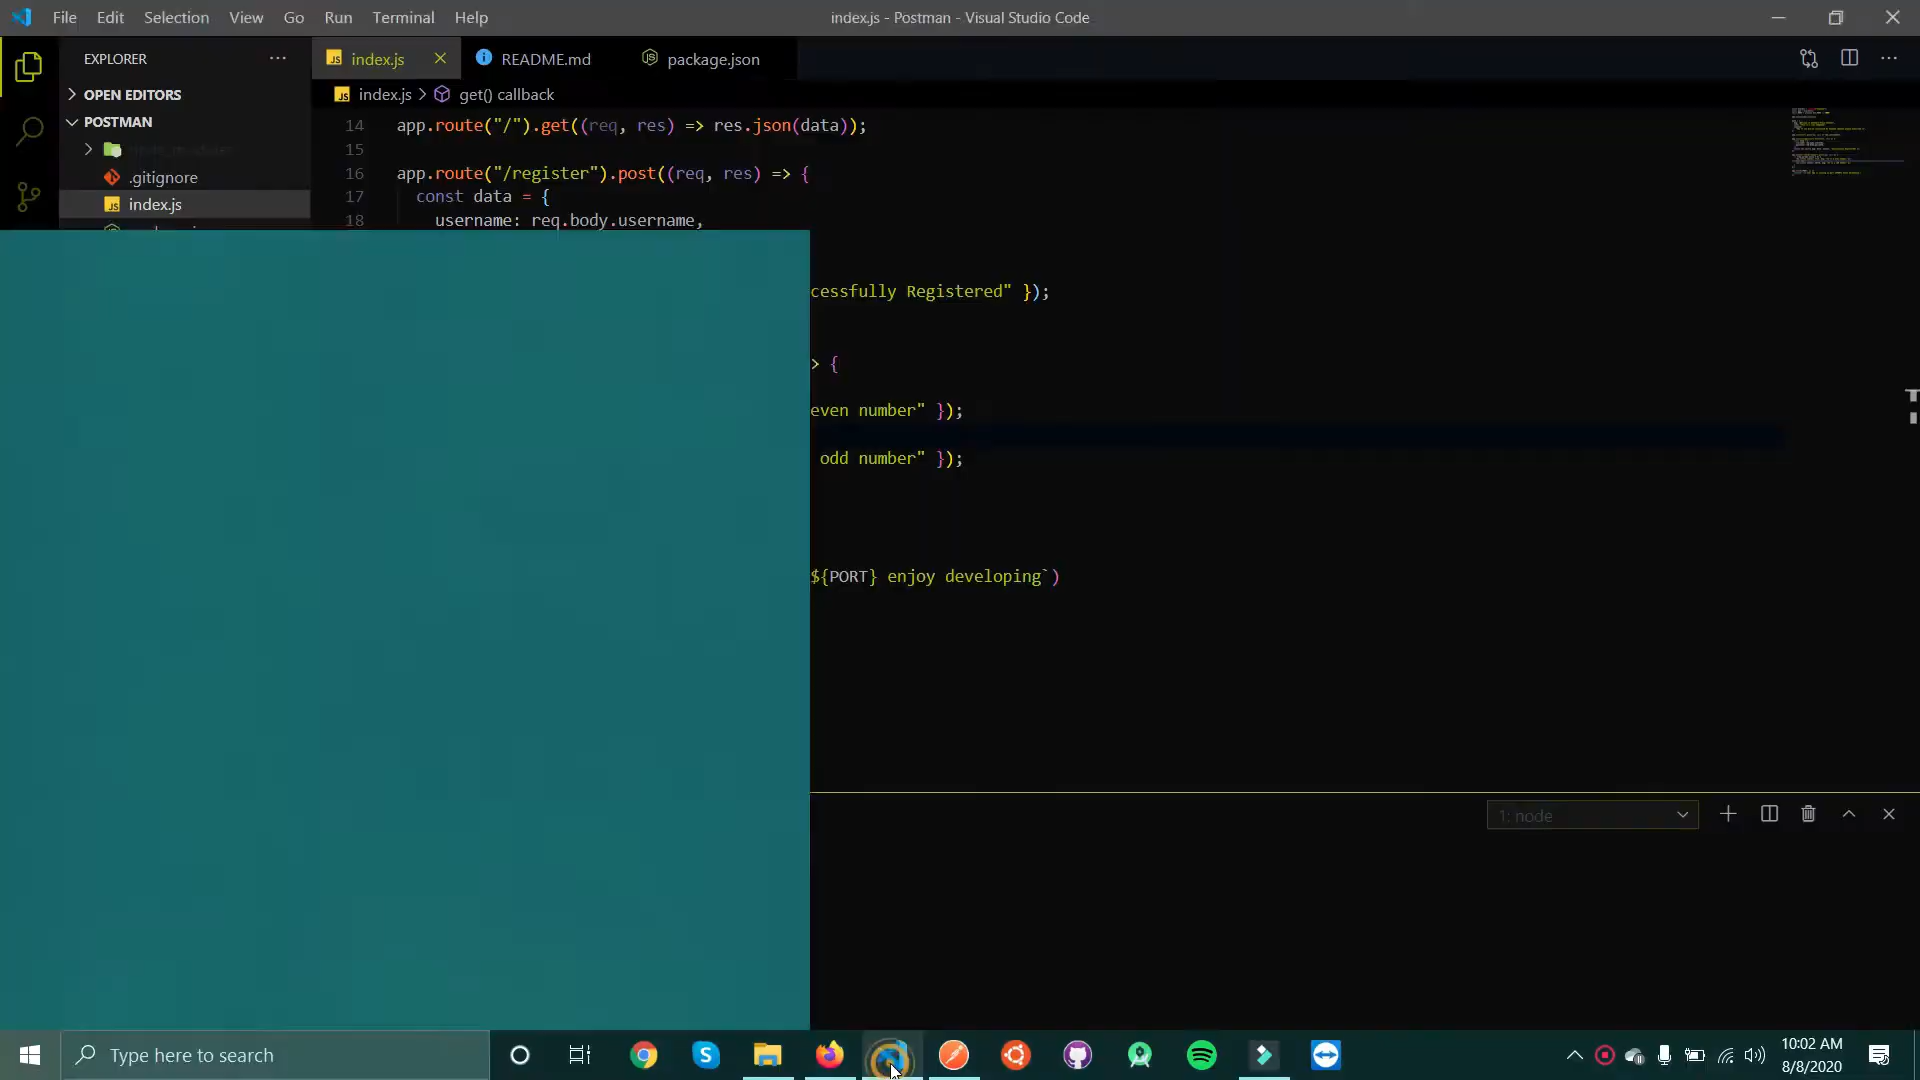 File Edit Selection View Go Run Terminal Help
index.js - Postman - Visual Studio Code
EXPLORER
index.js
README.md
package.json
OPEN EDITORS
index.js > get() callback
POSTMAN
.gitignore
index.js
14 app.route("/").get((req, res) => res.json(data));
15
16 app.route("/register").post((req, res) => {
17 const data = {
18 username: req.body.username,
cessfully Registered" });
> {
even number" });
odd number" });
${PORT} enjoy developing`)
1: node
Type here to search
10:02 AM
8/8/2020